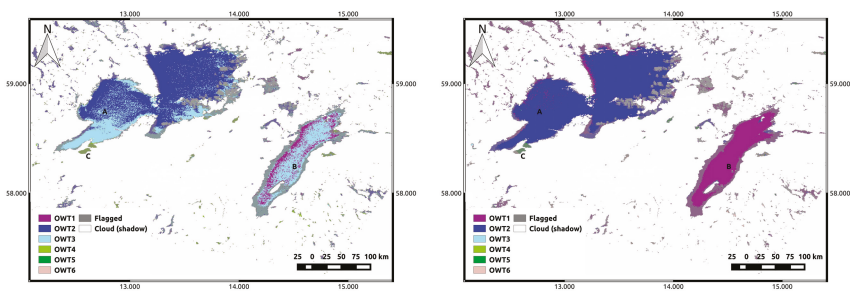 13.000 14.000 15.000
N
59.000
A
B
C
58.000
OWT1 Flagged
OWT2 Cloud (shadow)
OWT3
OWT4
OWT5
OWT6
25 0 25 50 75 100 km
13.000 14.000 15.000
13.000 14.000 15.000
N
59.000
A
B
C
58.000
OWT1 Flagged
OWT2 Cloud (shadow)
OWT3
OWT4
OWT5
OWT6
25 0 25 50 75 100 km
13.000 14.000 15.000